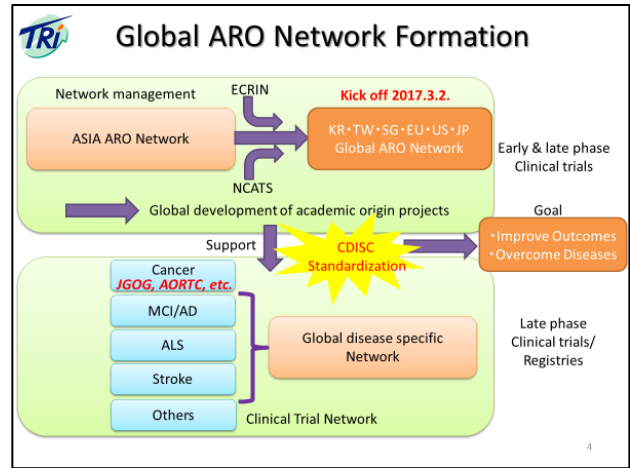 TRi
Global ARO Network Formation
Network management
ECRIN
Kick off 2017.3.2.
ASIA ARO Network
KR・TW・SG・EU・US・JP
Global ARO Network
Early & late phase
Clinical trials
NCATS
Global development of academic origin projects
Goal
Support
CDISC
Standardization
・Improve Outcomes
・Overcome Diseases
Cancer
JGOG, AORTC, etc.
MCI/AD
ALS
Stroke
Others
Global disease specific
Network
Late phase
Clinical trials/
Registries
Clinical Trial Network
4